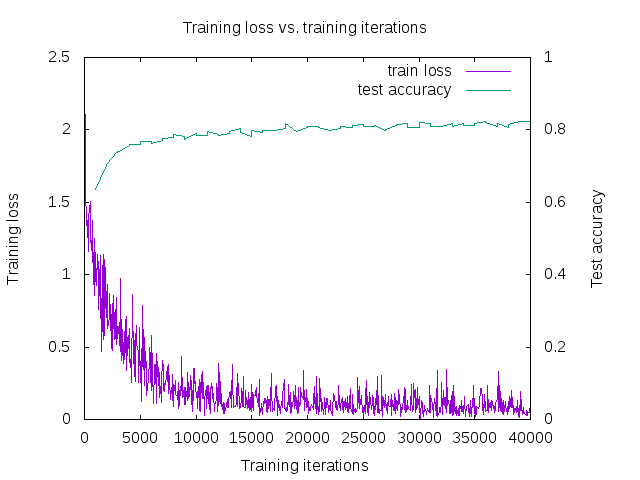 Training loss vs. training iterations
train loss
test accuracy
2.5
2
1.5
1
0.5
0
1
0.8
0.6
0.4
0.2
0
Training loss
Test accuracy
0 5000 10000 15000 20000 25000 30000 35000 40000
Training iterations